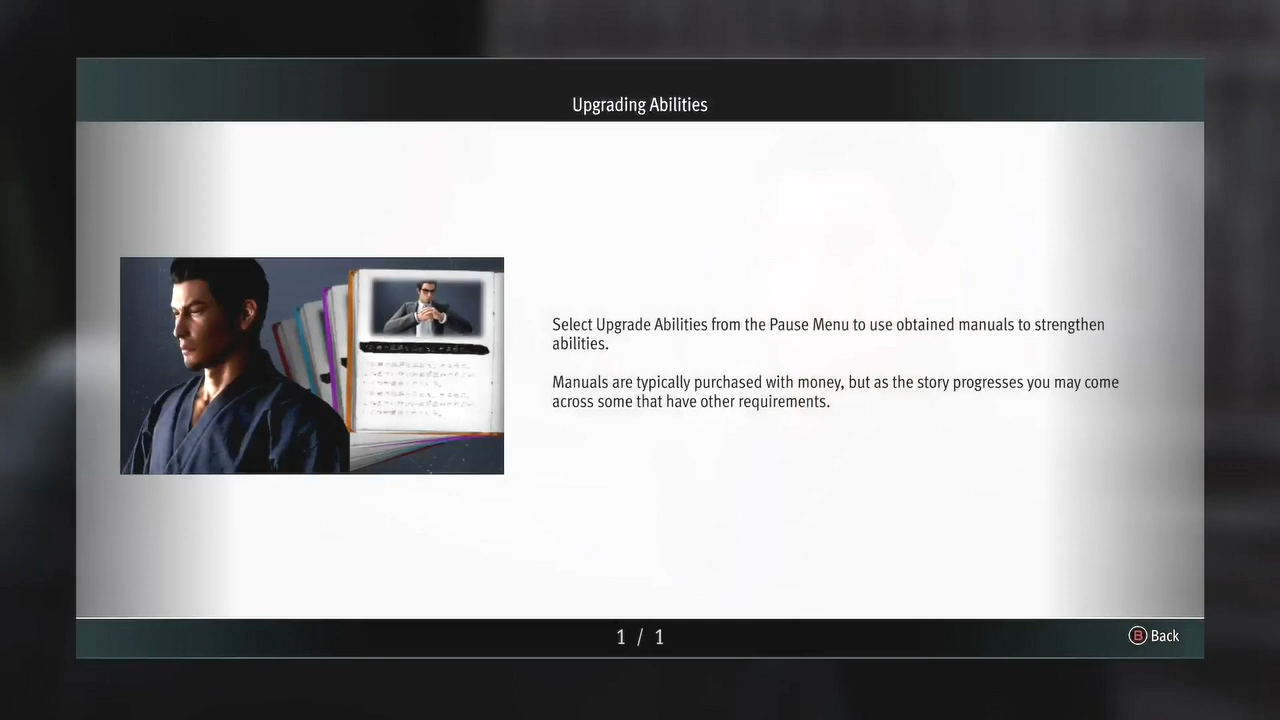 Upgrading Abilities
Select Upgrade Abilities from the Pause Menu to use obtained manuals to strengthen
abilities.
Manuals are typically purchased with money, but as the story progresses you may come
across some that have other requirements.
1 / 1
B Back